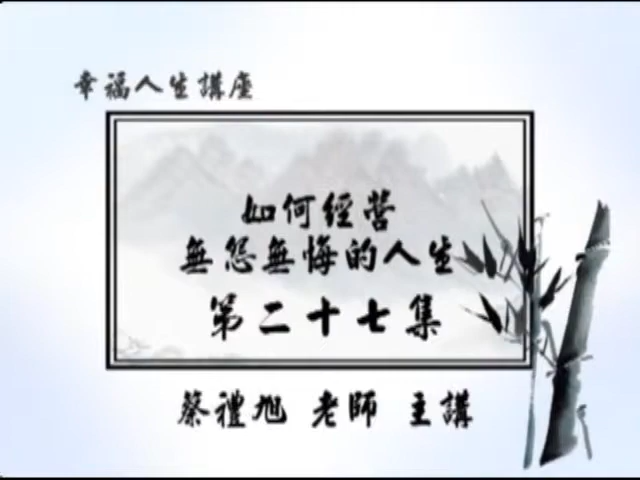 幸福人生講座
如何經營
無怨無悔的人生
第二十七集
蔡禮旭 老師 主講